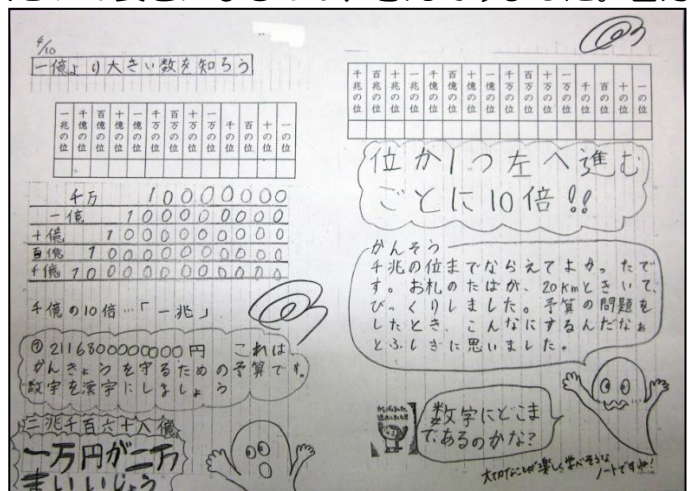 4/10
一億より大きい数を知ろう
一兆の位 千億の位 百億の位 十億の位 一億の位 千万の位 百万の位 十万の位 一万の位 千の位 百の位 十の位 一の位
千万 10000000
一億 100000000
十億 1000000000
百億 10000000000
千億 100000000000
千億の10倍…「一兆」
⑦ 2116800000000円 これは、
かんきょうを守るための予算です。
数字を漢字にしましょう
二兆千百六十八億
一万円が二万
まいいじょう
千兆の位 百兆の位 十兆の位 一兆の位 千億の位 百億の位 十億の位 一億の位 千万の位 百万の位 十万の位 一万の位 千の位 百の位 十の位 一の位
位が1つ左へ進む
ごとに10倍!!
かんそう
千兆の位までならえてよかったで
す。お札のたばが、20kmときいて、
びっくりしました。予算の問題を
したとき、こんなにするんだなぁ
とふしぎに思いました。
数字にどこま
であるのかな?
大切なことが楽しく学べそうな
ノートですね!